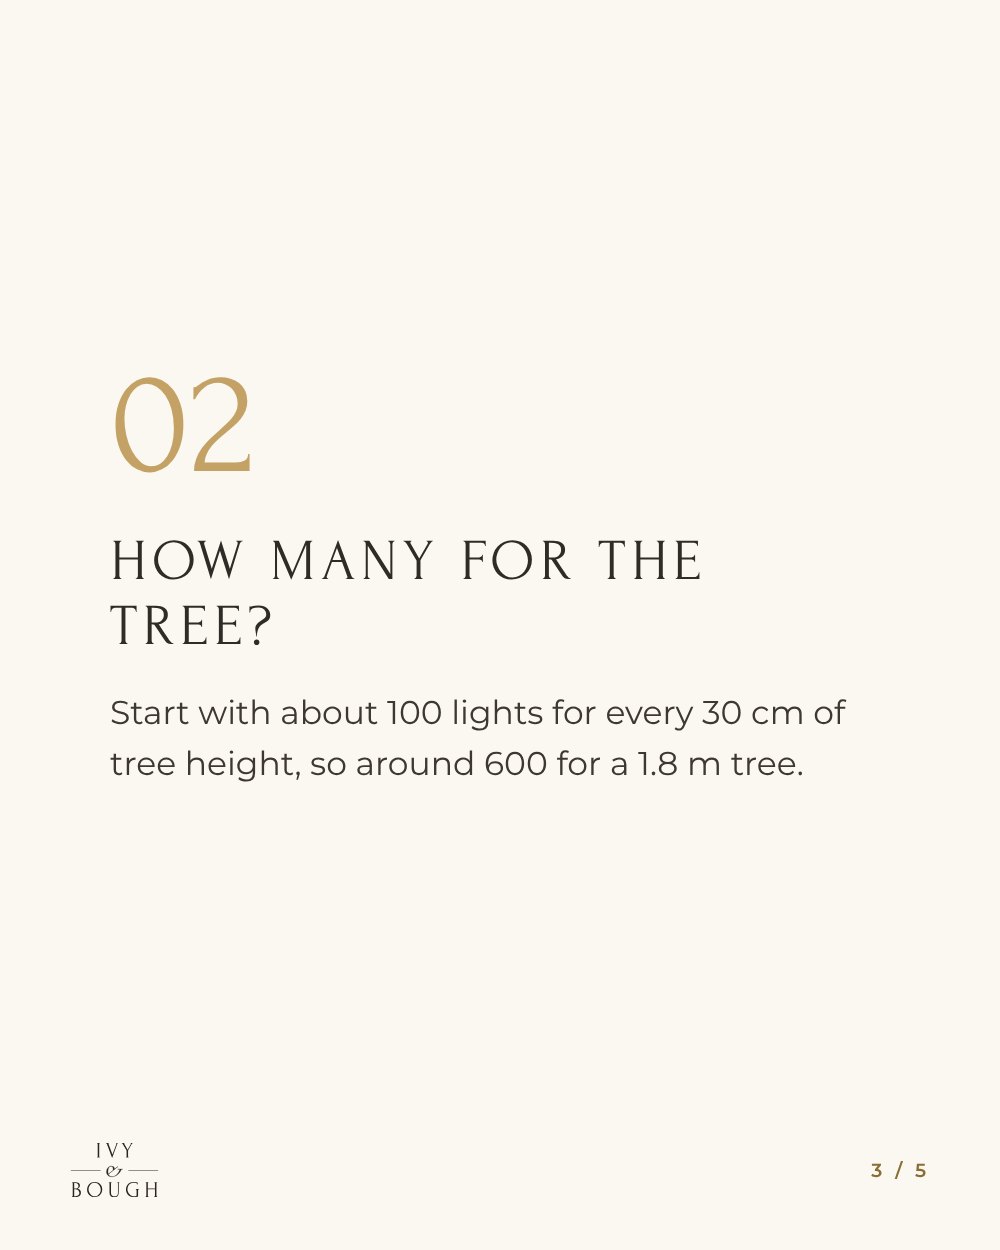 02
HOW MANY FOR THE
TREE?
Start with about 100 lights for every 30 cm of
tree height, so around 600 for a 1.8 m tree.
IVY
&
BOUGH
3 / 5